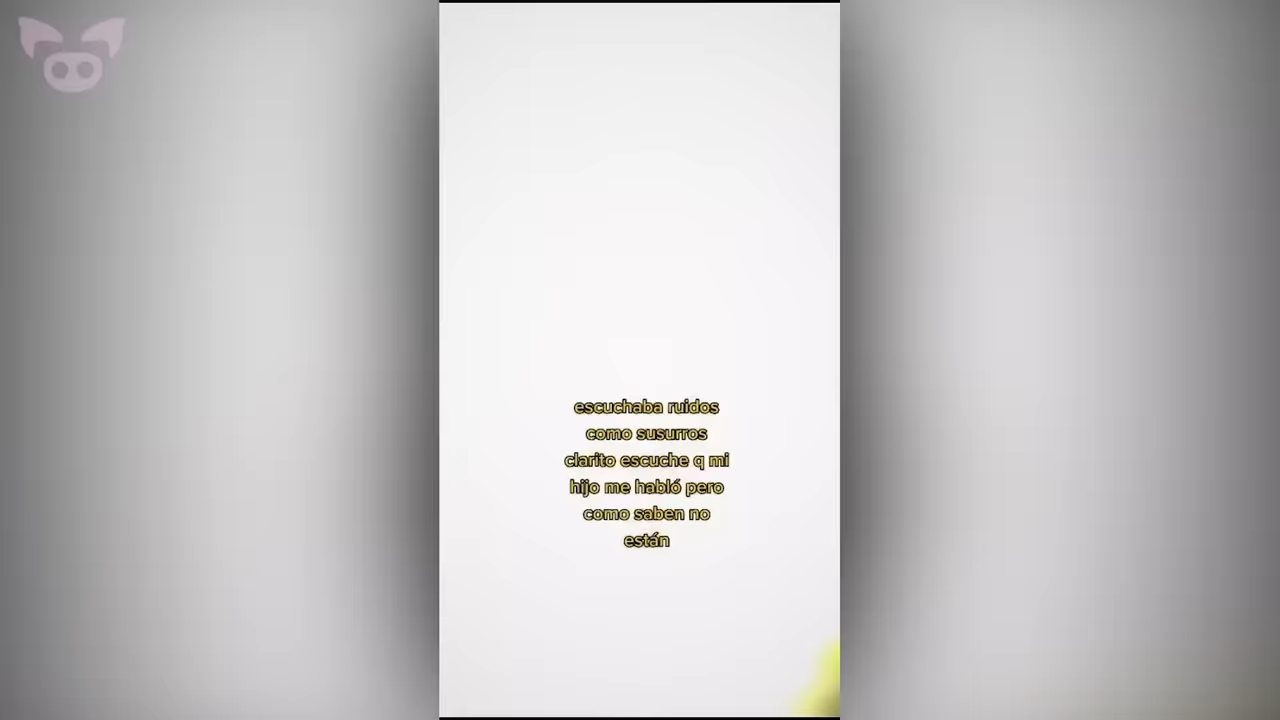 escuchaba ruidos
como susurros
clarito escuche q mi
hijo me habló pero
como saben no
están